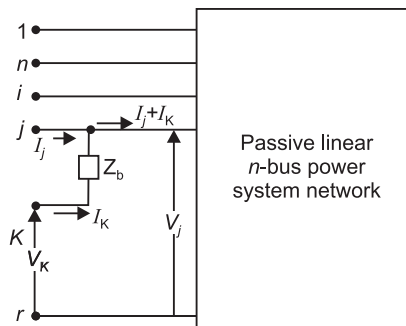 1
n
i
I_j+I_K
j
I_j
Z_b
Passive linear
n-bus power
system network
I_K
V_j
K
V_K
r